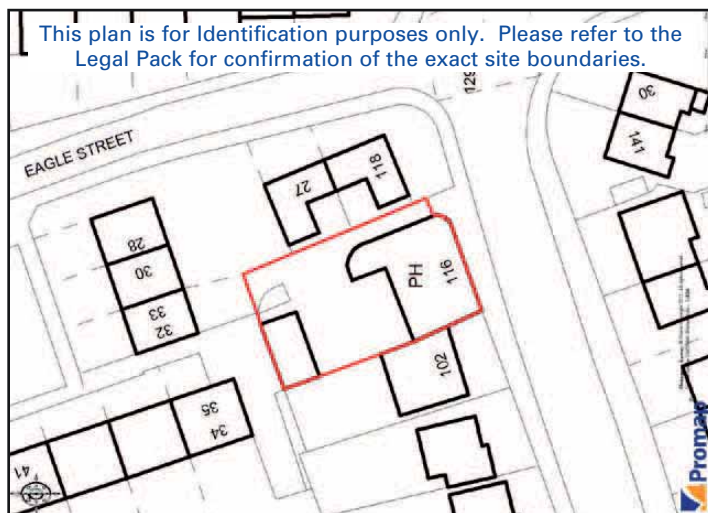 This plan is for Identification purposes only.  Please refer to the
Legal Pack for confirmation of the exact site boundaries.
129
EAGLE STREET
30
141
118
27
28
30
33
32
PH
116
102
35
34
41
Promap